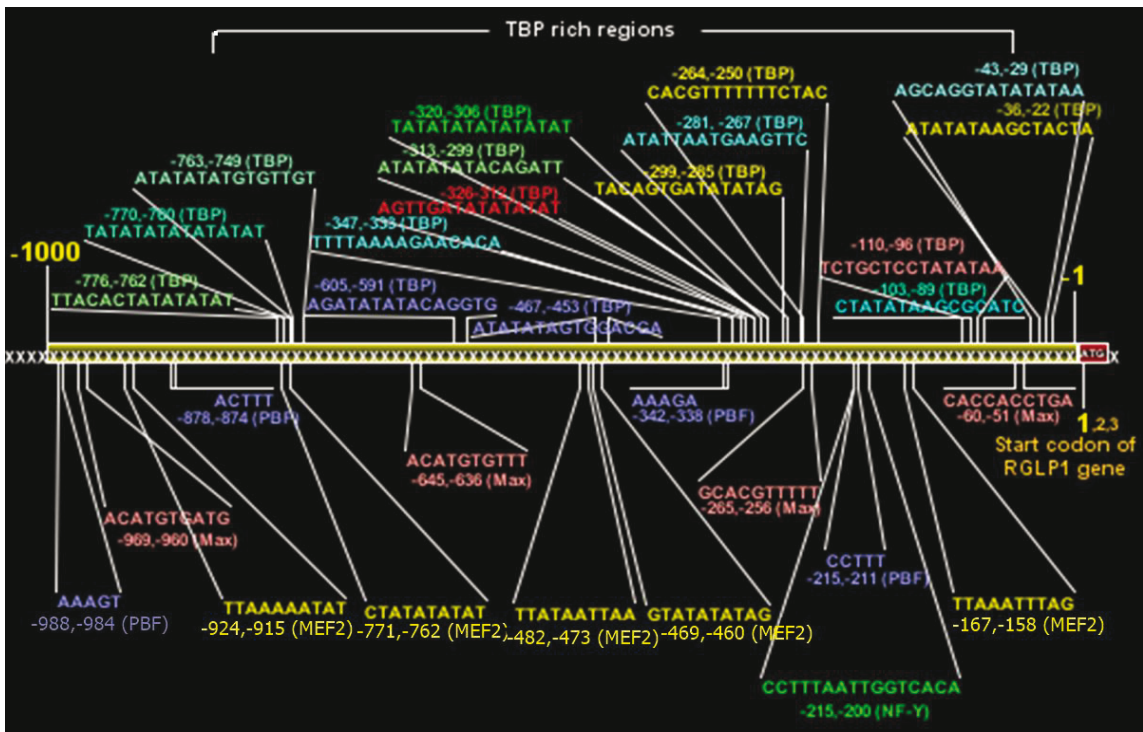 TBP rich regions
-43,-29 (TBP)
AGCAGGTATATATAA
-36,-22 (TBP)
ATATATAAGCTACTA
-264,-250 (TBP)
CACGTTTTTTTCTAC
-281,-267 (TBP)
ATATTAATGAAGTTC
-299,-285 (TBP)
TACAGTGATATATAG
-320,-306 (TBP)
TATATATATATATAT
-313,-299 (TBP)
ATATATATACAGATT
-326-312 (TBP)
AGTTGATATATATAT
-347,-333 (TBP)
TTTTAAAAGAACACA
-763,-749 (TBP)
ATATATATGTGTTGT
-770,-760 (TBP)
TATATATATATATAT
-776,-762 (TBP)
TTACACTATATATAT
-605,-591 (TBP)
AGATATATACAGGTG
-467,-453 (TBP)
ATATATAGTGGACGA
-110,-96 (TBP)
TCTGCTCCTATATAA
-103,-89 (TBP)
CTATATAAGCGCATC
-1000
-1
ATG
ACTTT
-878,-874 (PBF)
AAAGA
-342,-338 (PBF)
CACCACCTGA
-60,-51 (Max)
1,2,3
Start codon of
RGLP1 gene
ACATGTGTTT
-645,-636 (Max)
GCACGTTTTT
-265,-256 (Max)
ACATGTGATG
-969,-960 (Max)
CCTTT
-215,-211 (PBF)
AAAGT
-988,-984 (PBF)
TTAAAAATAT
-924,-915 (MEF2)
CTATATATAT
-771,-762 (MEF2)
TTATAATTAA
-482,-473 (MEF2)
GTATATATAG
-469,-460 (MEF2)
TTAAATTTAG
-167,-158 (MEF2)
CCTTTAATTGGTCACA
-215,-200 (NF-Y)